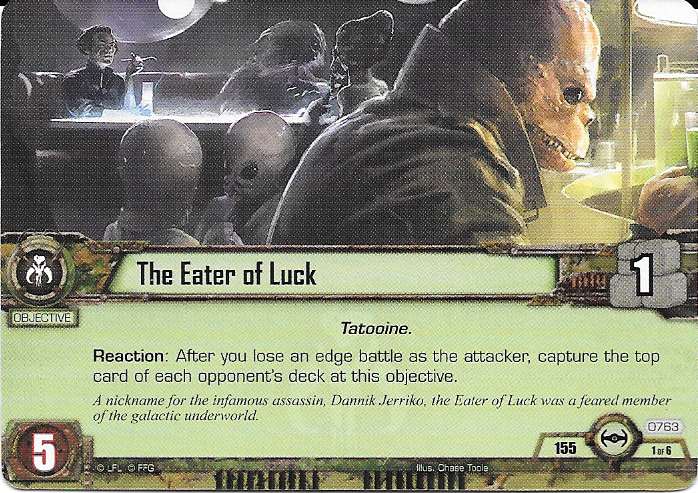 The Eater of Luck
1
OBJECTIVE
Tatooine.
Reaction: After you lose an edge battle as the attacker, capture the top
card of each opponent's deck at this objective.
A nickname for the infamous assassin, Dannik Jerriko, the Eater of Luck was a feared member
of the galactic underworld.
0763
5
155
1 OF 6
© LFL © FFG
Illus. Chase Toole